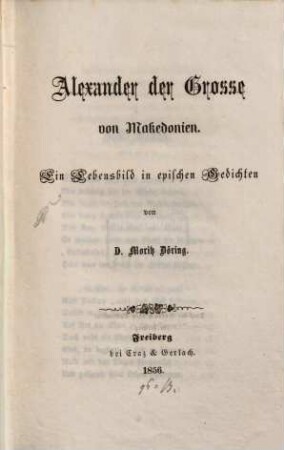 Alexander der Grosse
von Makedonien.
Ein Lebensbild in epischen Gedichten
von
D. Moritz Döring.
Freiberg
bei Craz & Gerlach.
1856.